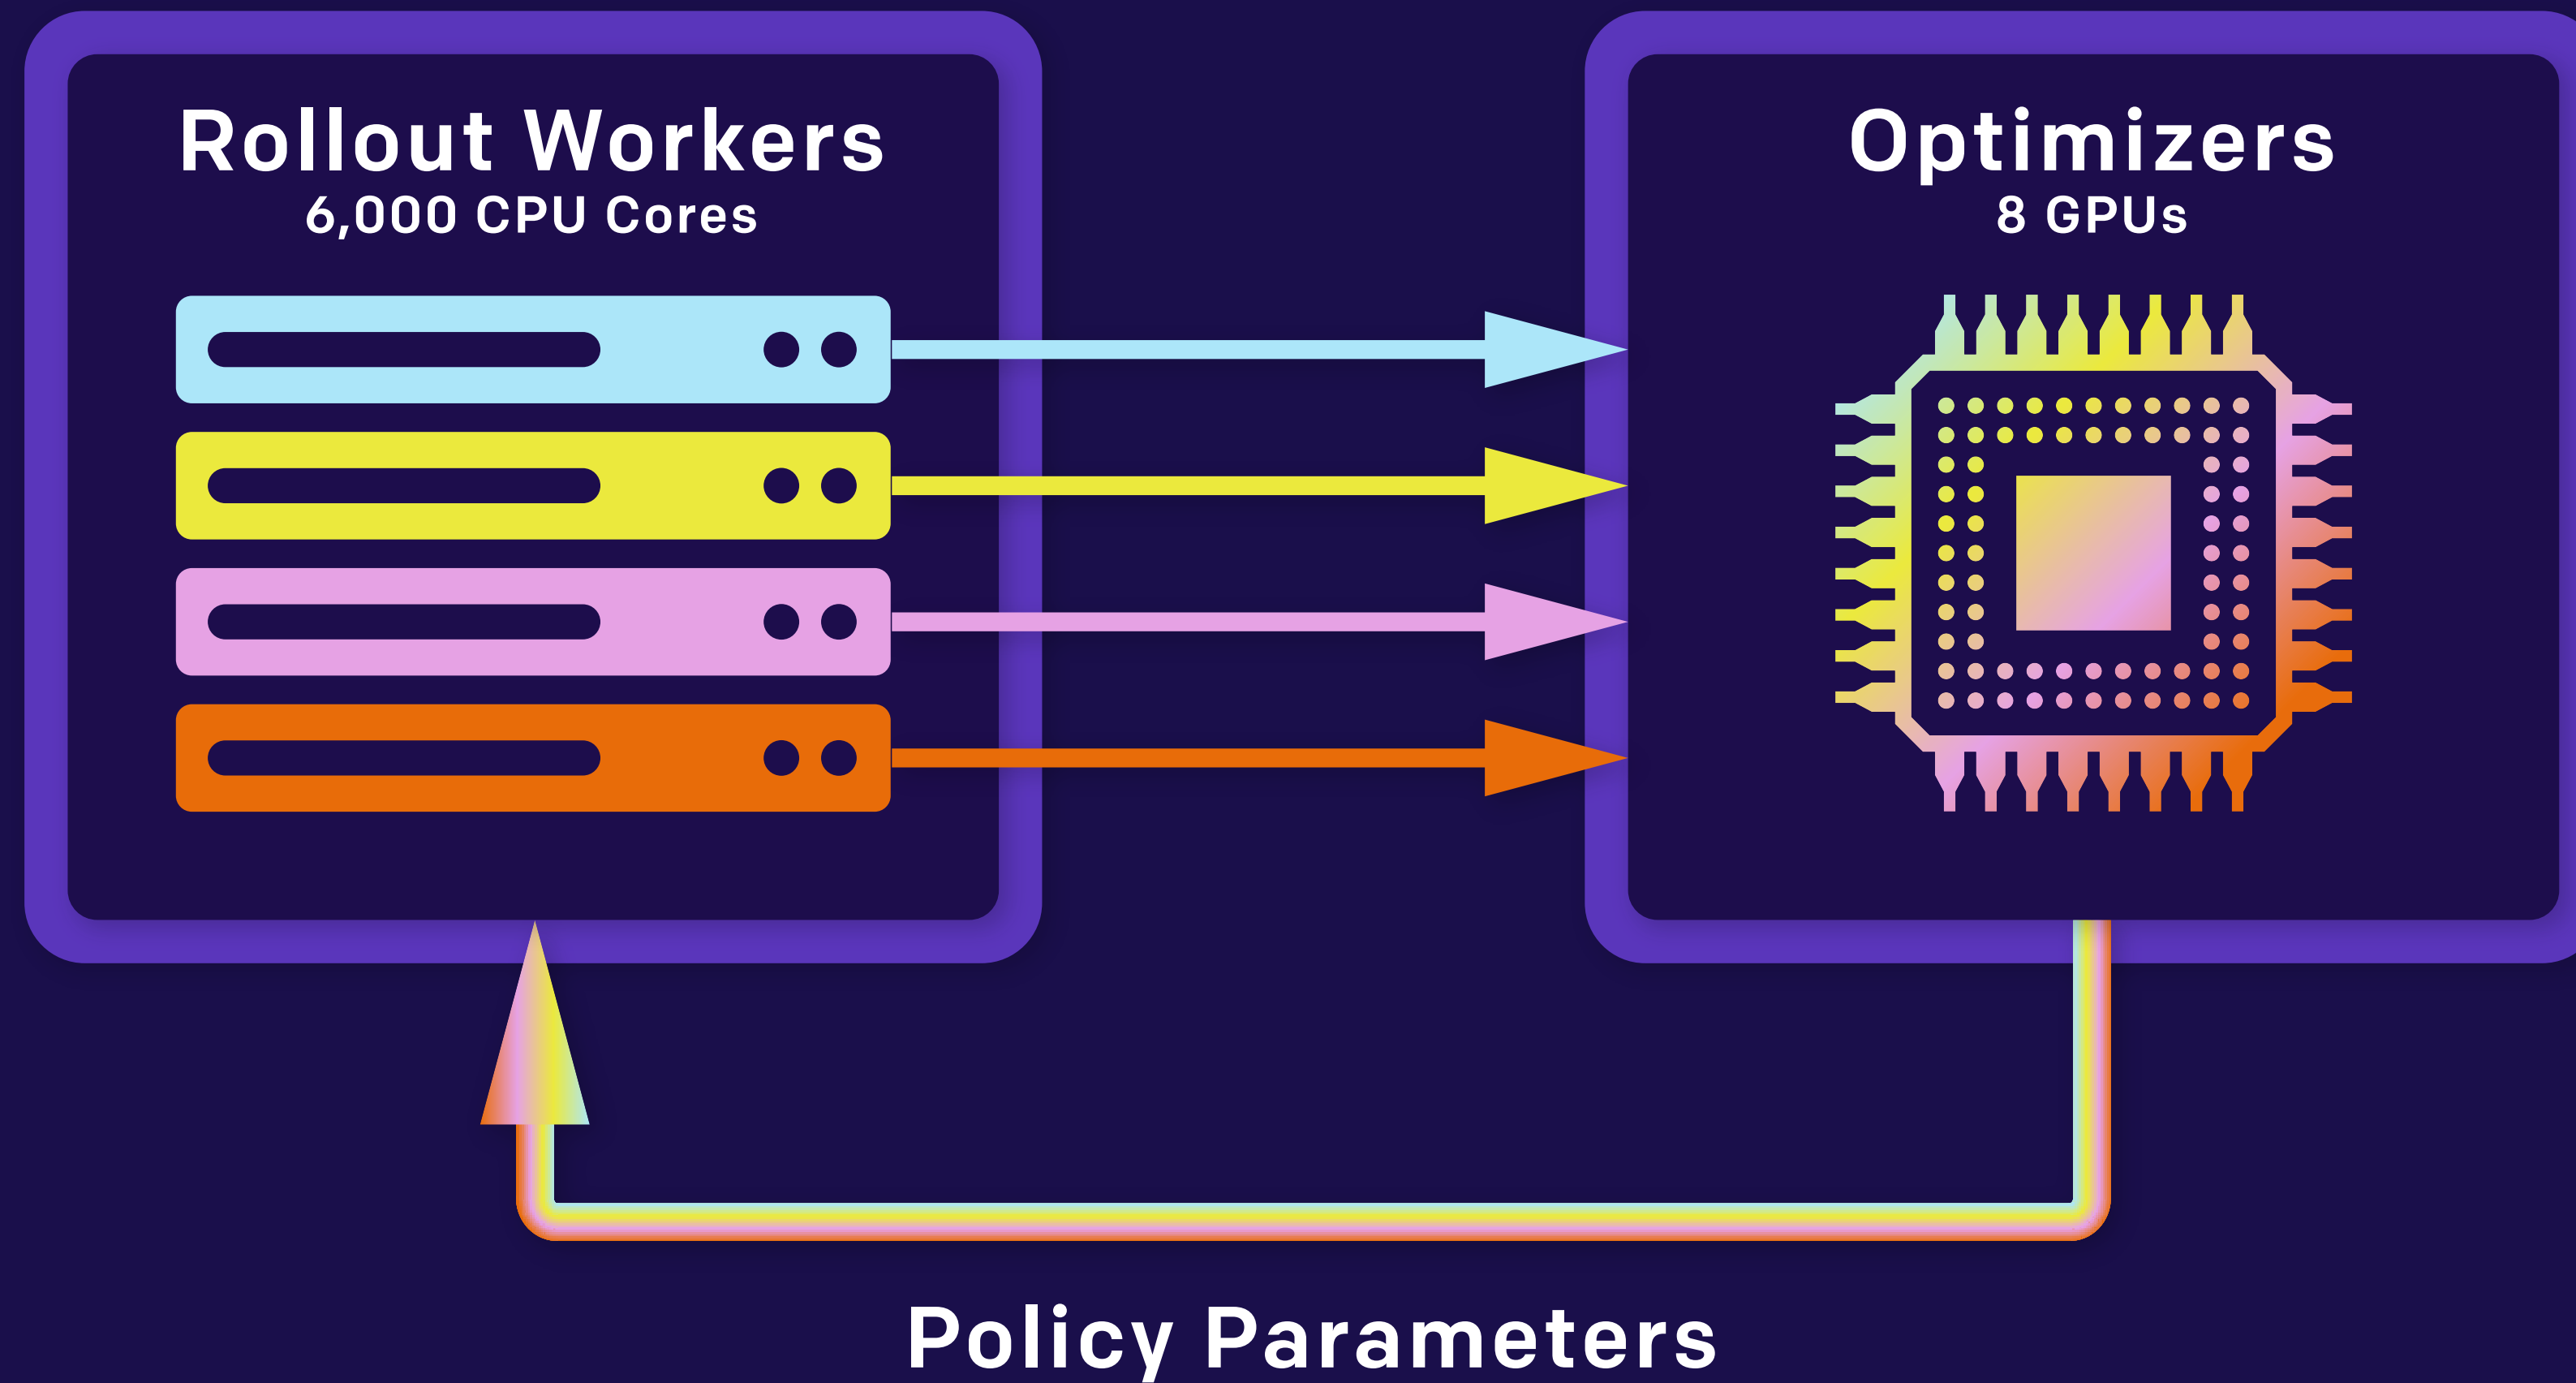 Rollout Workers
6,000 CPU Cores
Optimizers
8 GPUs
Policy Parameters